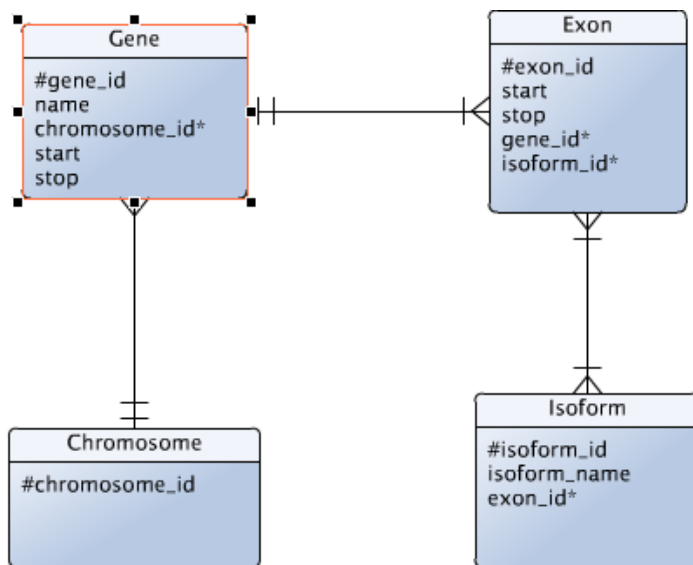 Gene
#gene_id
name
chromosome_id*
start
stop
Exon
#exon_id
start
stop
gene_id*
isoform_id*
Chromosome
#chromosome_id
Isoform
#isoform_id
isoform_name
exon_id*